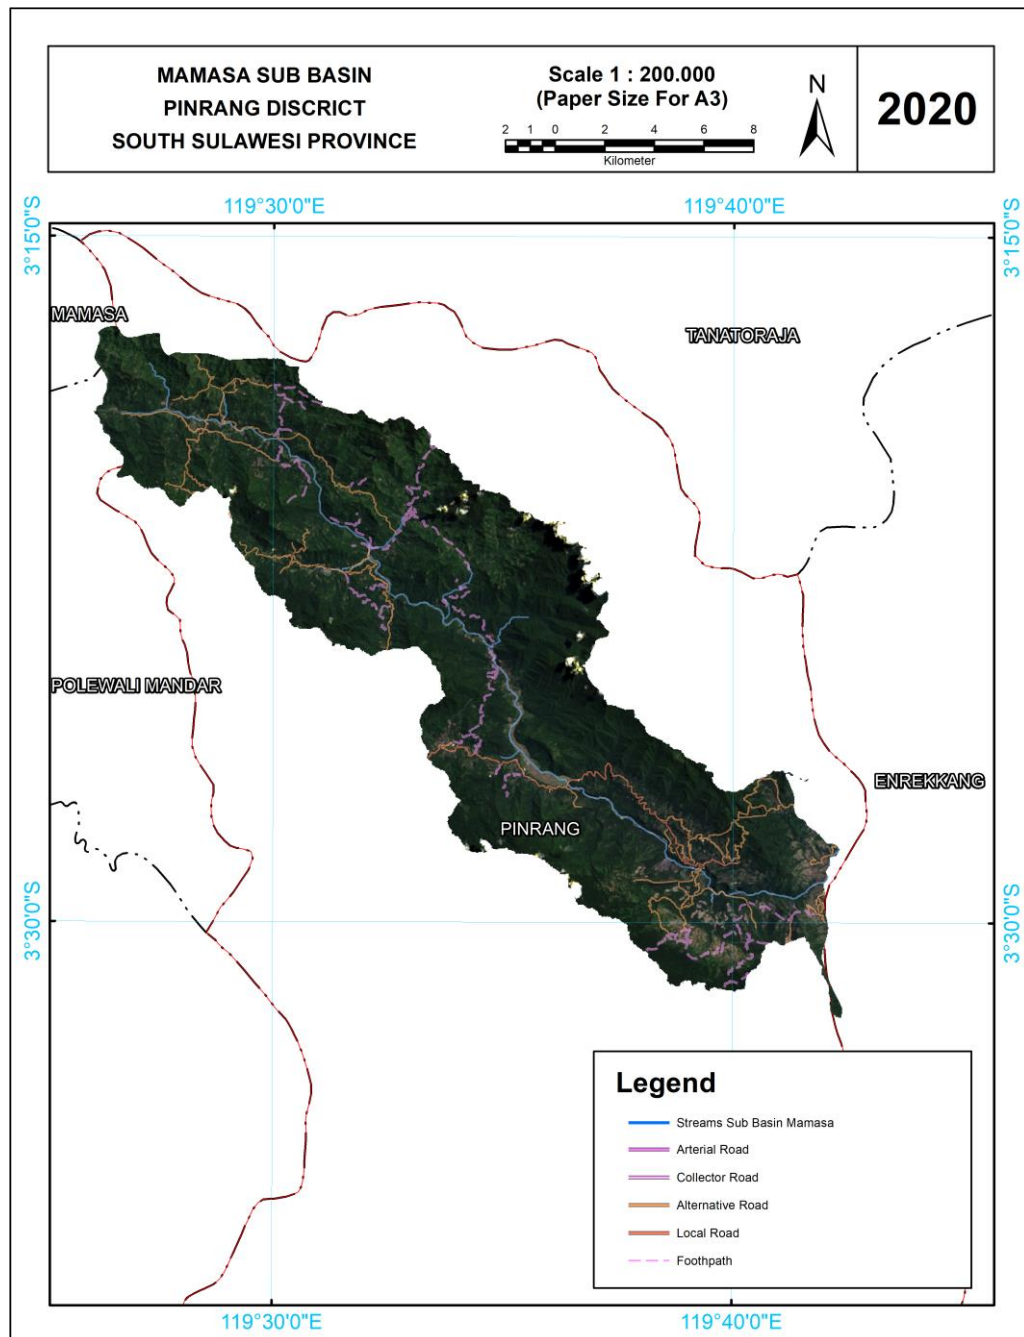 MAMASA SUB BASIN
PINRANG DISCRICT
SOUTH SULAWESI PROVINCE
Scale 1 : 200.000
(Paper Size For A3)
2 1 0 2 4 6 8
Kilometer
N
2020
119°30'0"E 119°40'0"E
3°15'0"S 3°15'0"S
MAMASA
TANATORAJA
POLEWALI MANDAR
ENREKKANG
PINRANG
3°30'0"S 3°30'0"S
Legend
Streams Sub Basin Mamasa
Arterial Road
Collector Road
Alternative Road
Local Road
Foothpath
119°30'0"E 119°40'0"E